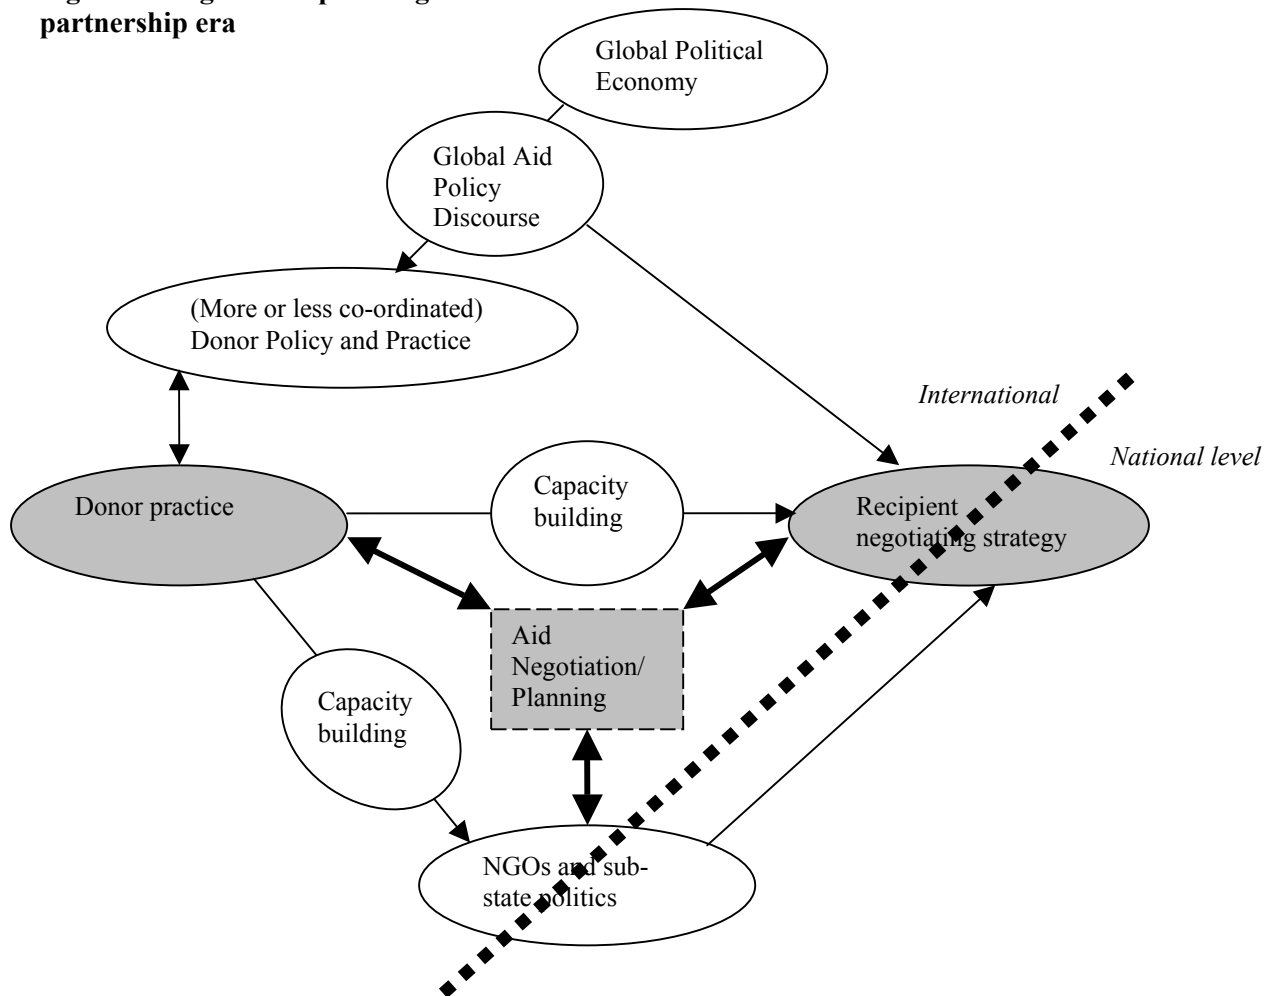 partnership era
Global Political
Economy
Global Aid
Policy
Discourse
(More or less co-ordinated)
Donor Policy and Practice
International
National level
Donor practice
Capacity
building
Recipient
negotiating strategy
Aid
Negotiation/
Planning
Capacity
building
NGOs and sub-
state politics